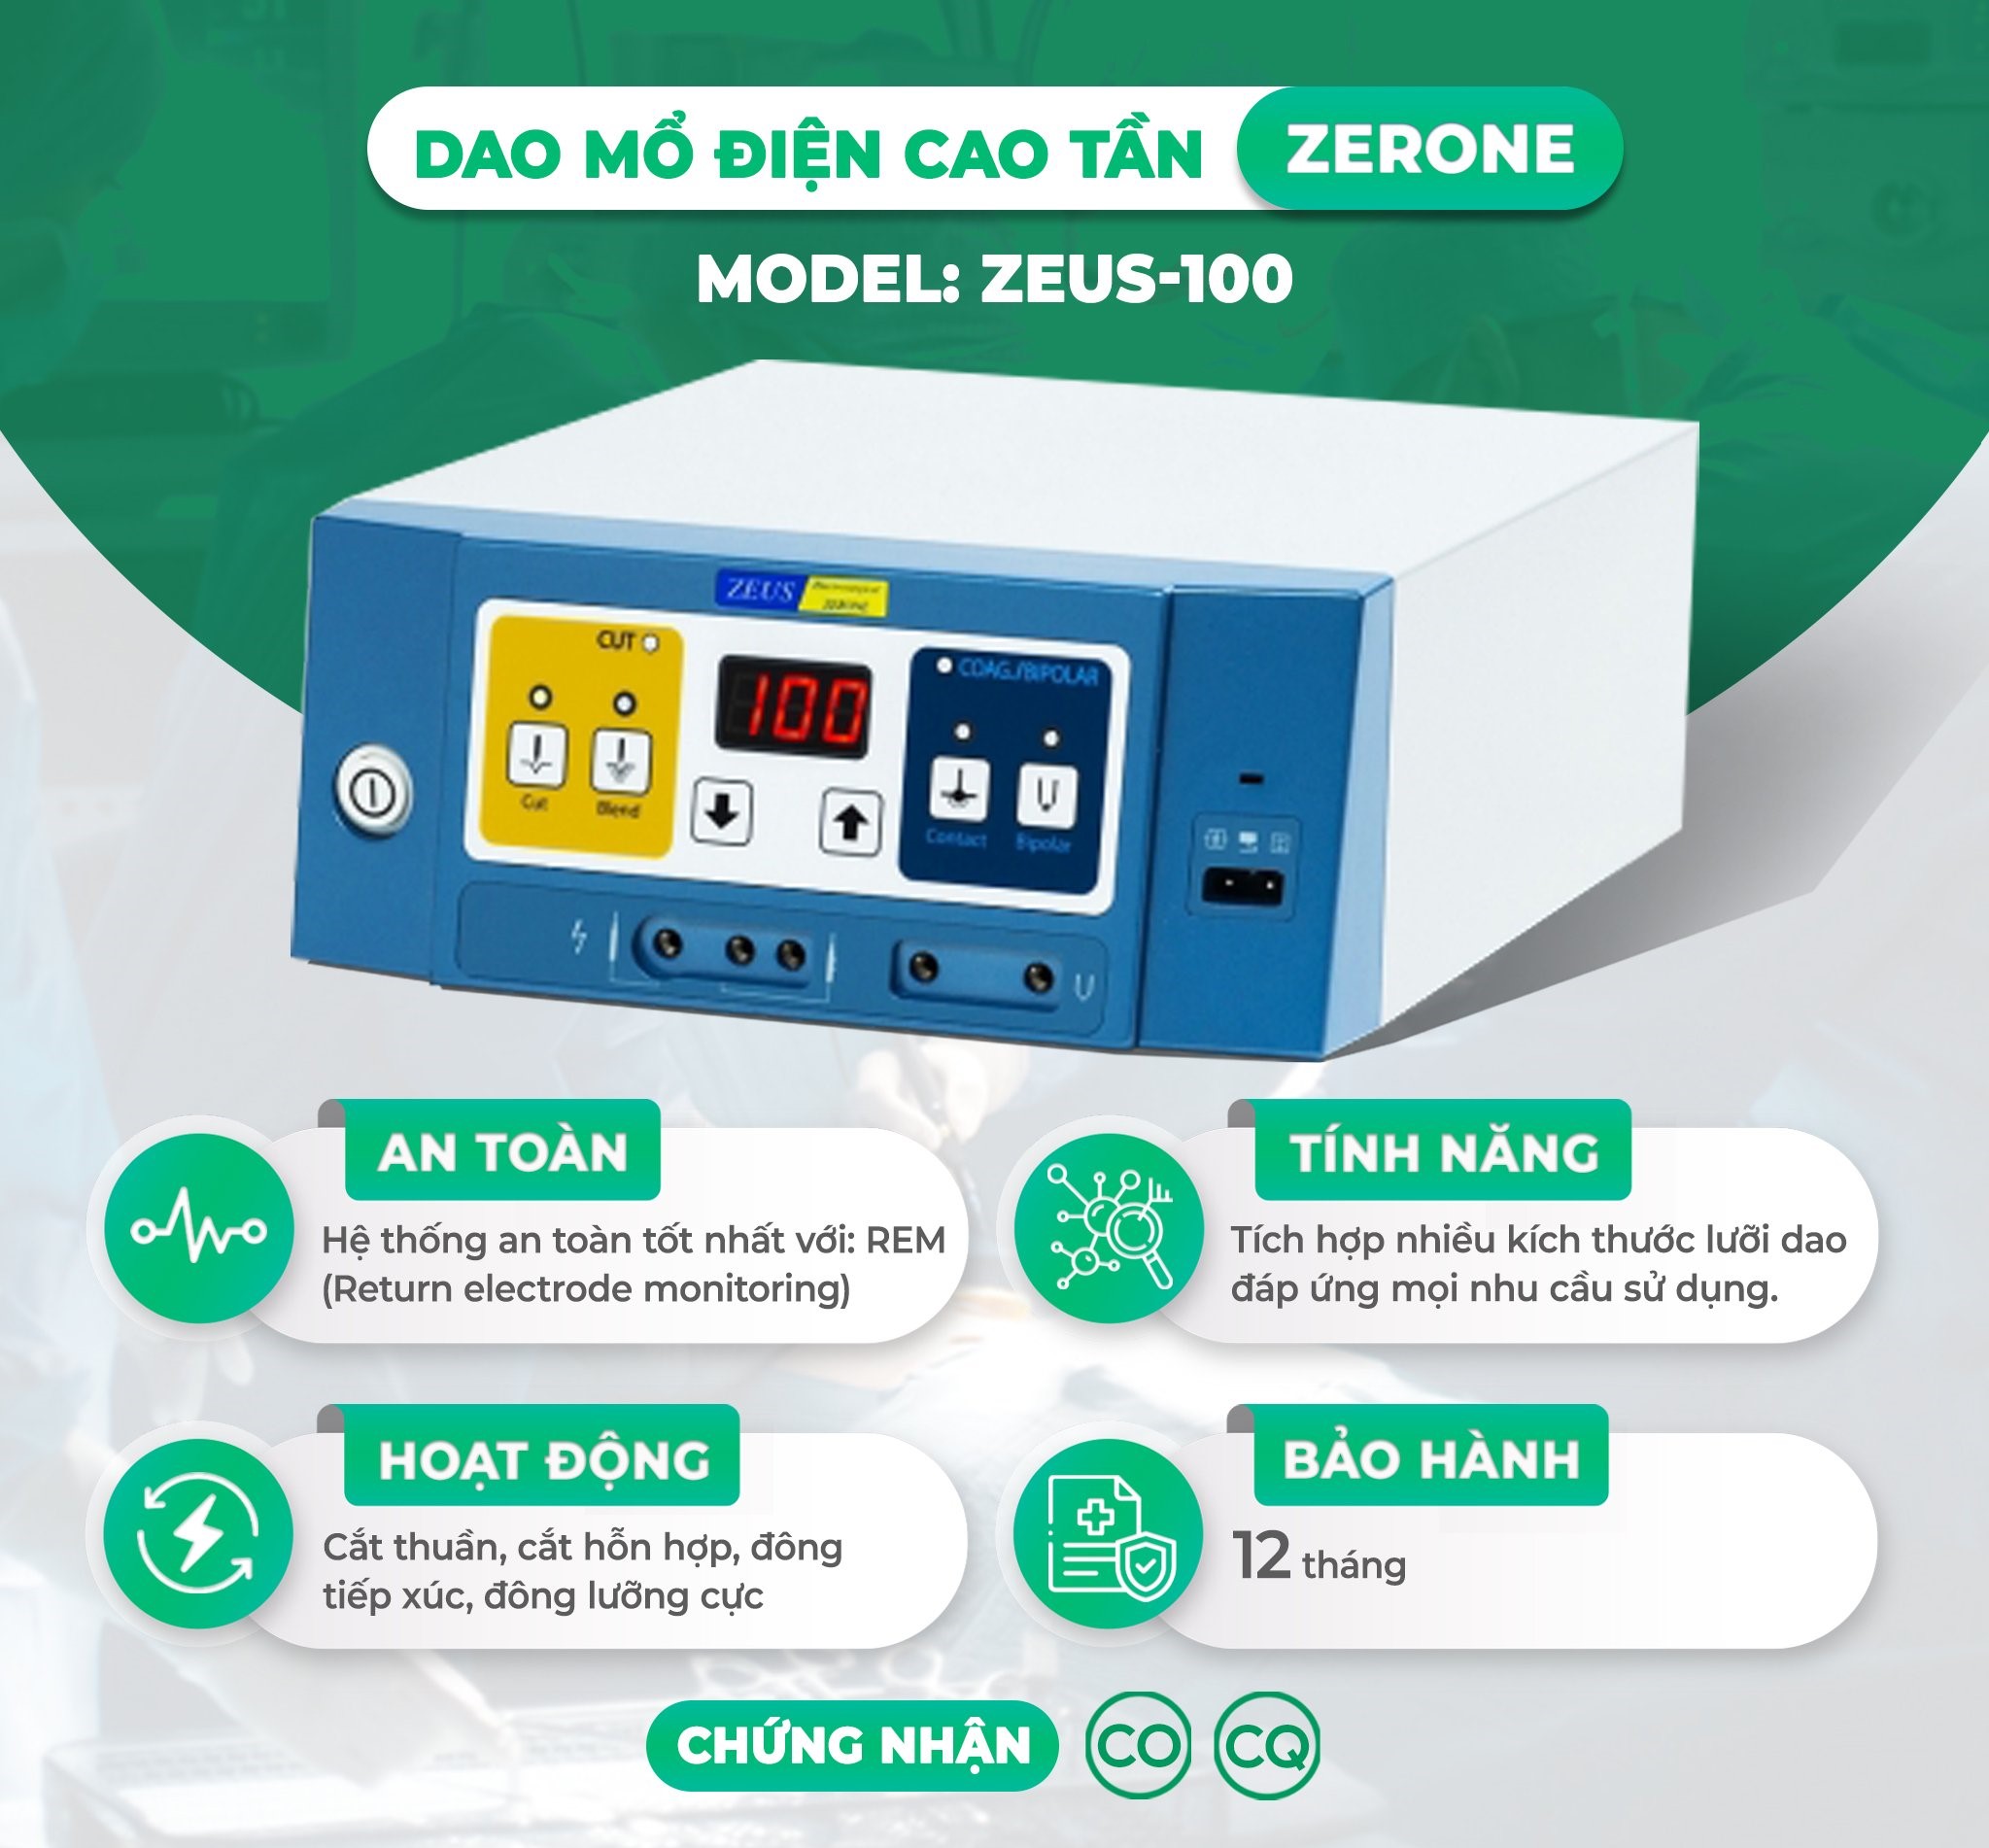 DAO MỔ ĐIỆN CAO TẦN ZERONE
MODEL: ZEUS-100
ZEUS
CUT
COAG./BIPOLAR
100
Cut
Blend
Contact
Bipolar
AN TOÀN
Hệ thống an toàn tốt nhất với: REM
(Return electrode monitoring)
TÍNH NĂNG
Tích hợp nhiều kích thước lưỡi dao
đáp ứng mọi nhu cầu sử dụng.
HOẠT ĐỘNG
Cắt thuần, cắt hỗn hợp, đông
tiếp xúc, đông lưỡng cực
BẢO HÀNH
12 tháng
CHỨNG NHẬN CO CQ